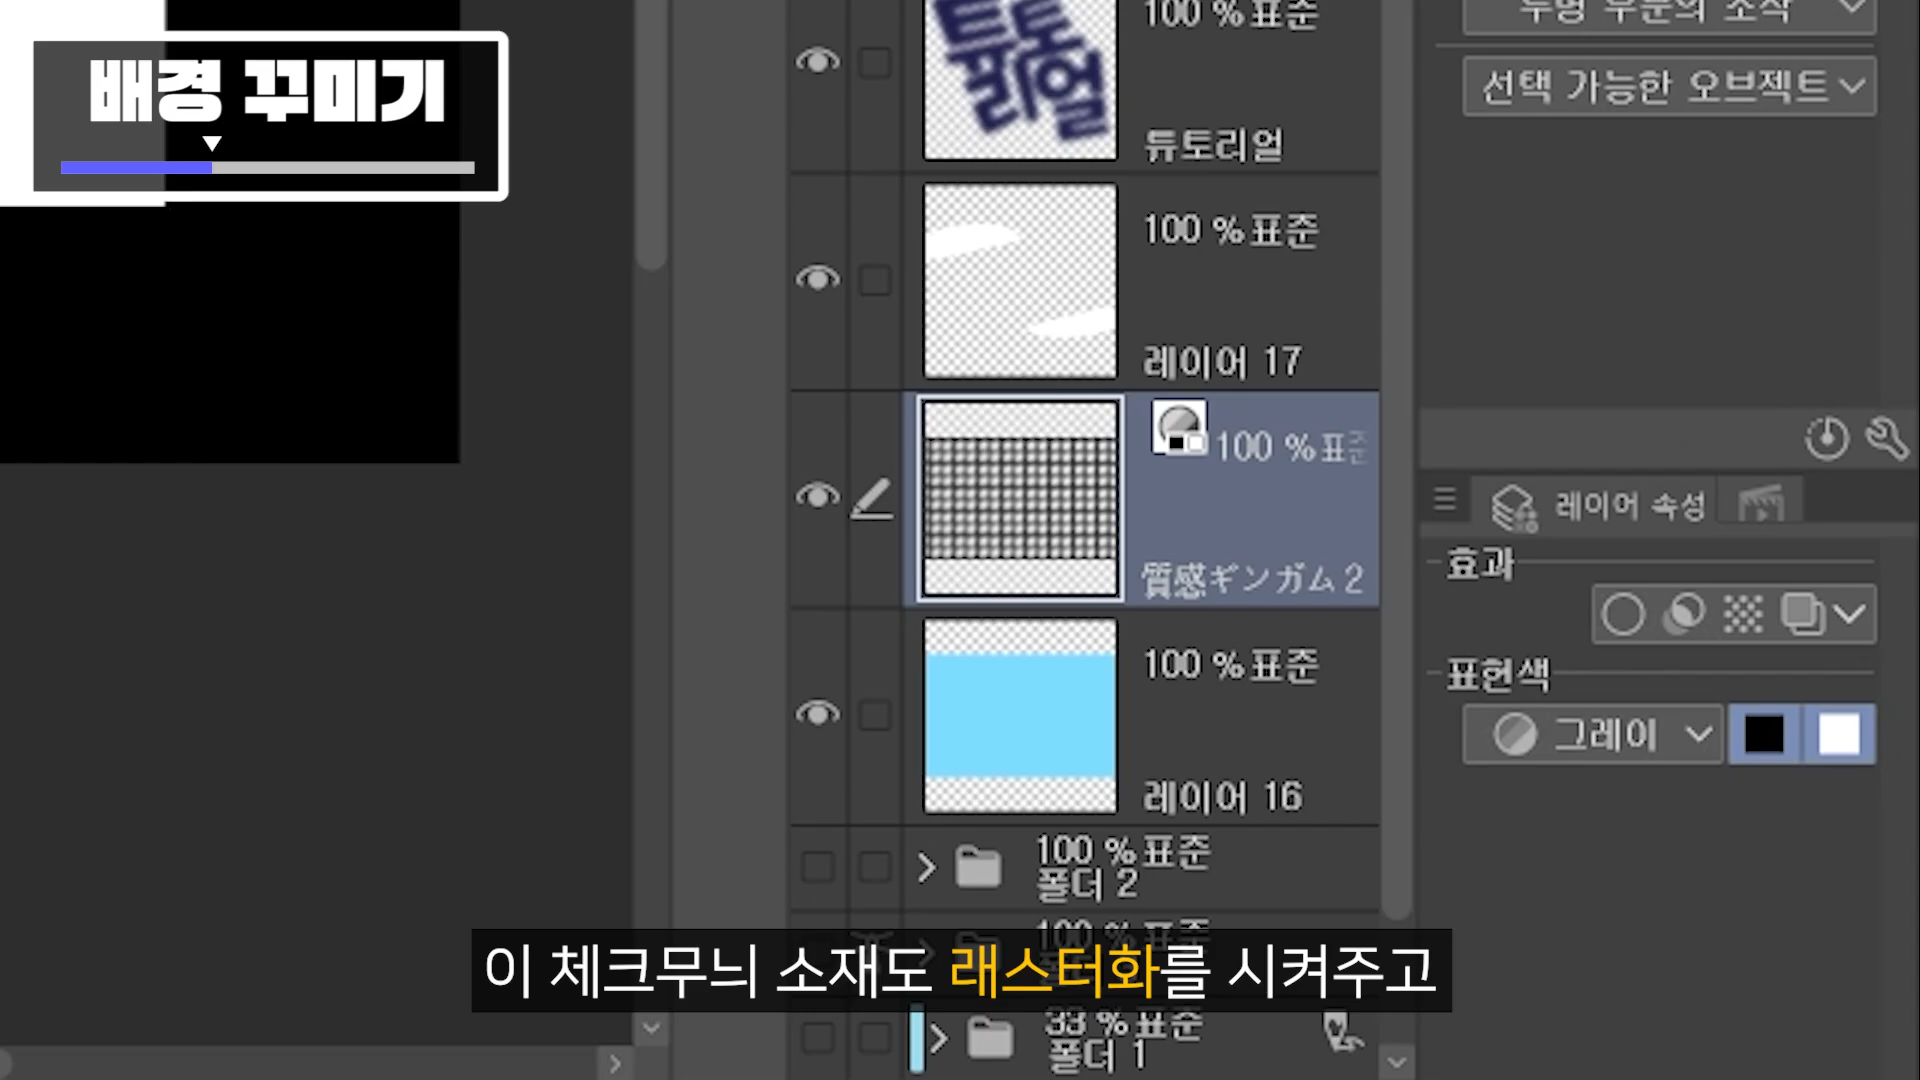 배경 꾸미기
100 % 표준
튜토리얼
튜토리얼
100 % 표준
레이어 17
100 % 표준
質感ギンガム 2
100 % 표준
레이어 16
100 % 표준
폴더 2
100 % 표준
33 % 표준
폴더 1
선택 가능한 오브젝트
레이어 속성
효과
표현색
그레이
이 체크무늬 소재도 래스터화를 시켜주고